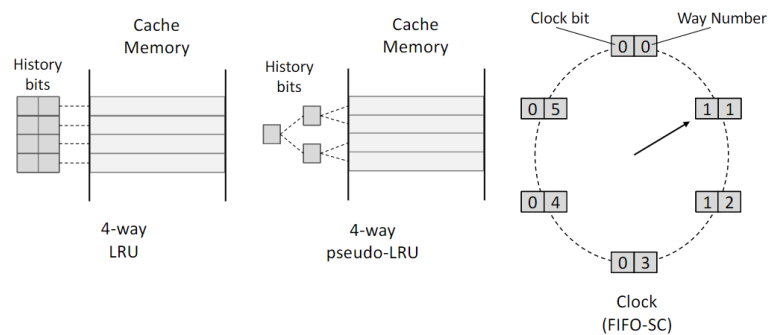 Cache
Memory
History
bits
4-way
LRU
Cache
Memory
History
bits
4-way
pseudo-LRU
Clock bit
Way Number
0 0
1 1
1 2
0 3
0 4
0 5
Clock
(FIFO-SC)